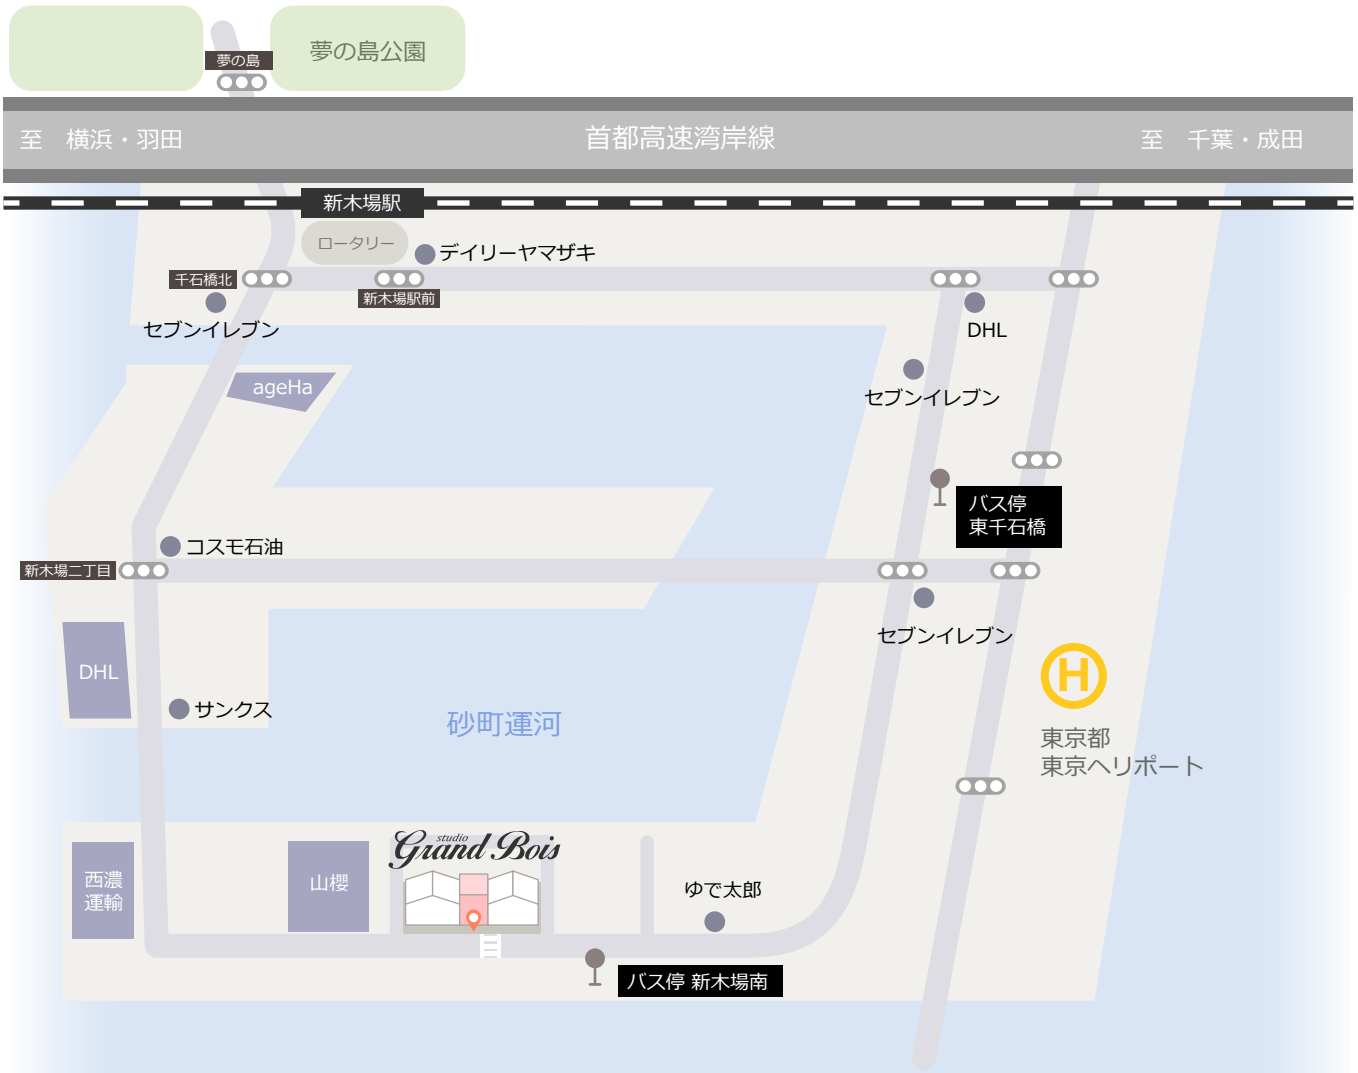 夢の島
夢の島公園
至　横浜・羽田
首都高速湾岸線
至　千葉・成田
新木場駅
ロータリー
デイリーヤマザキ
千石橋北
新木場駅前
セブンイレブン
DHL
ageHa
セブンイレブン
バス停
東千石橋
コスモ石油
新木場二丁目
セブンイレブン
DHL
サンクス
砂町運河
東京都
東京ヘリポート
H
studio
Grand Bois
西濃
運輸
山櫻
ゆで太郎
バス停 新木場南